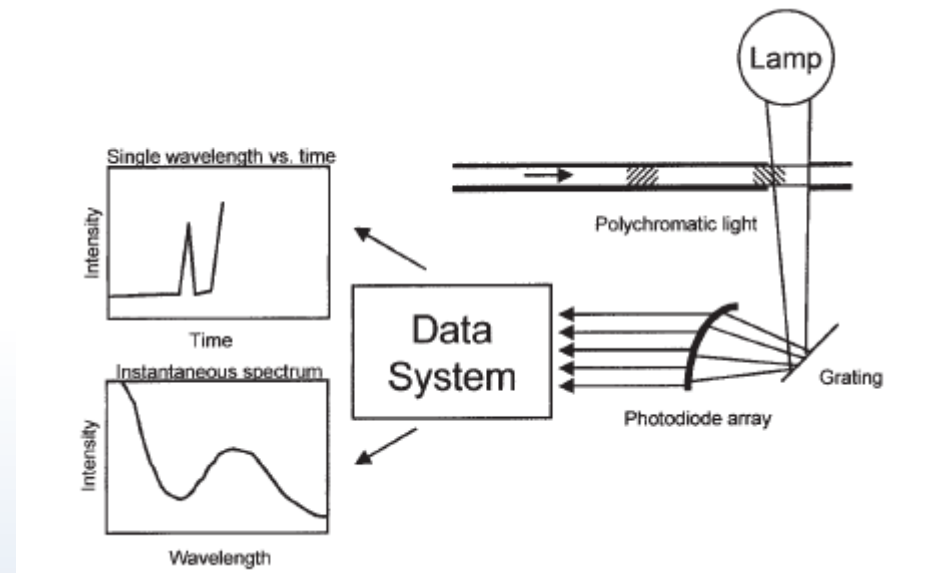 Lamp
Single wavelength vs. time
Intensity
Polychromatic light
Time
Data
System
Grating
Photodiode array
Instantaneous spectrum
Intensity
Wavelength